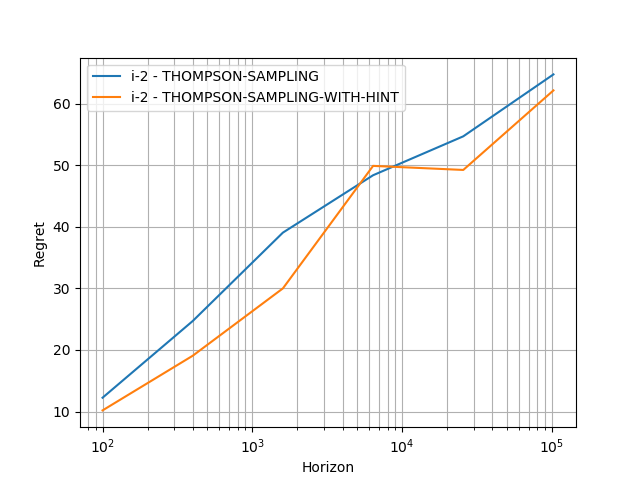 i-2 - THOMPSON-SAMPLING
i-2 - THOMPSON-SAMPLING-WITH-HINT
60
50
40
30
20
10
Regret
10² 10³ 10⁴ 10⁵
Horizon